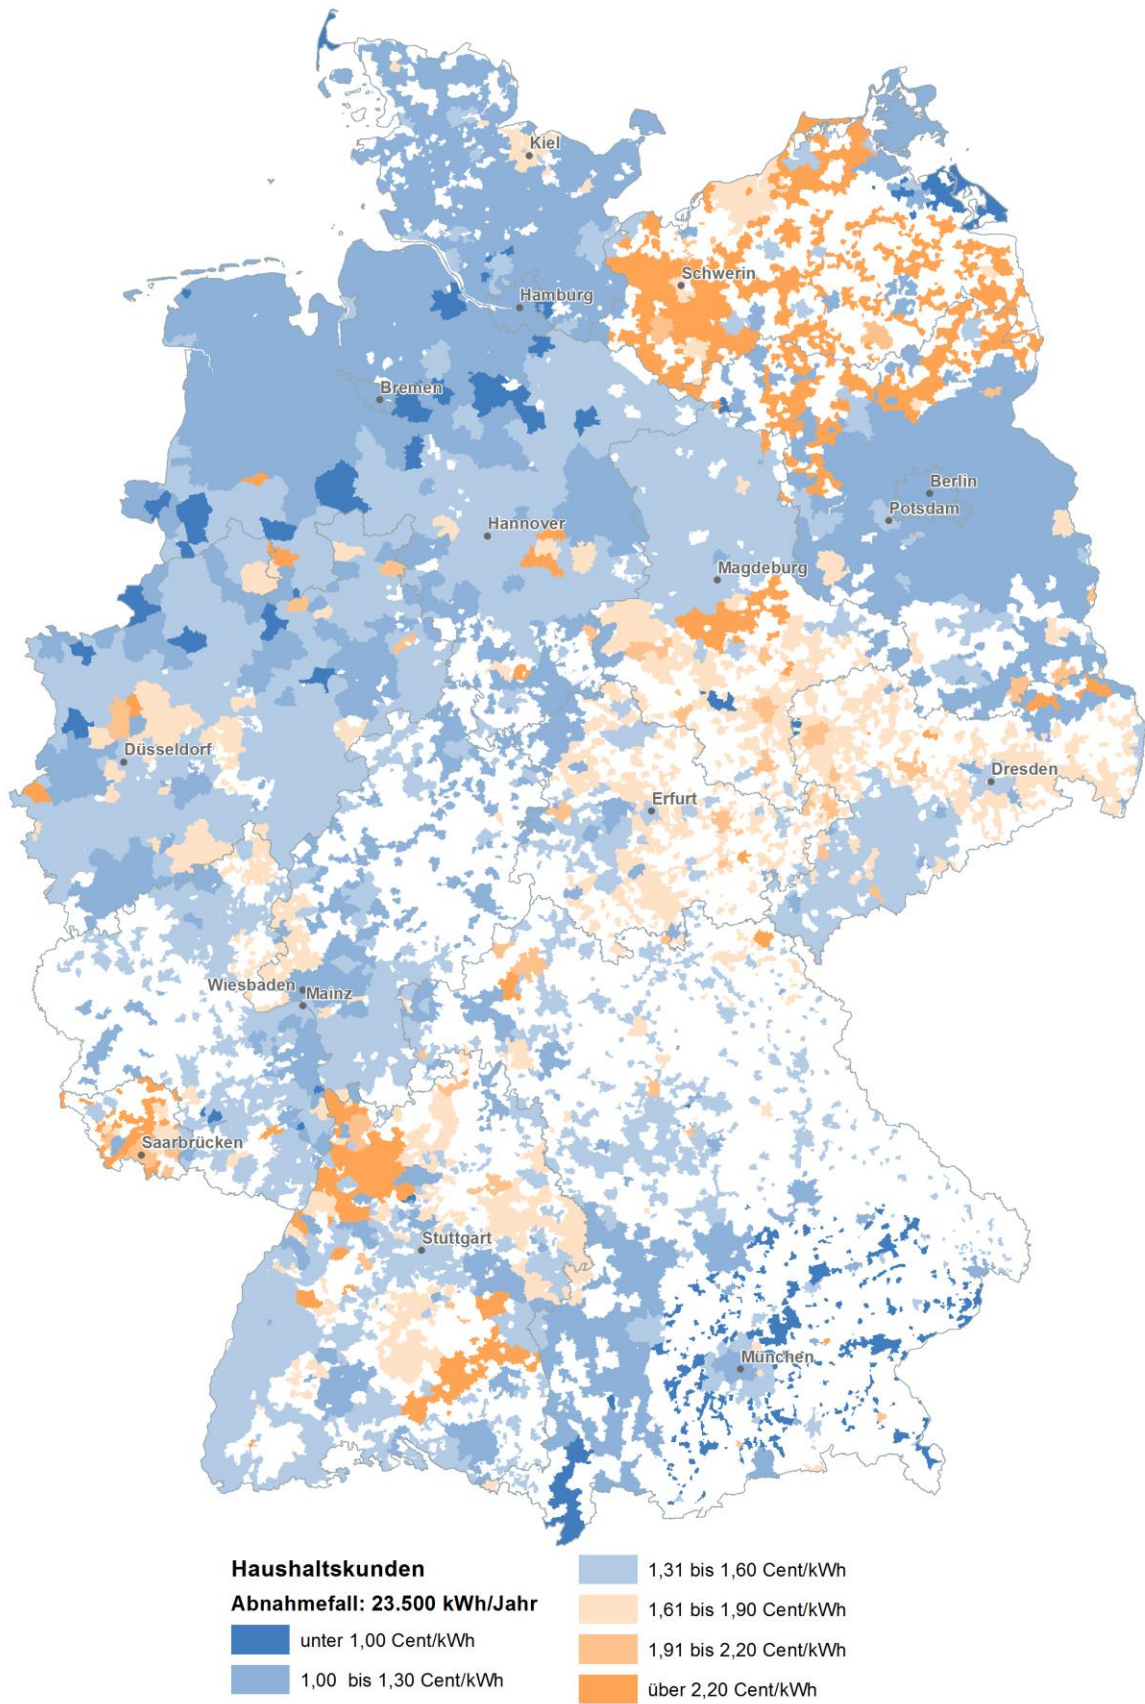 Kiel
Schwerin
Hamburg
Bremen
Berlin
Potsdam
Hannover
Magdeburg
Düsseldorf
Dresden
Erfurt
Wiesbaden
Mainz
Saarbrücken
Stuttgart
München
Haushaltskunden
Abnahmefall: 23.500 kWh/Jahr
unter 1,00 Cent/kWh
1,00 bis 1,30 Cent/kWh
1,31 bis 1,60 Cent/kWh
1,61 bis 1,90 Cent/kWh
1,91 bis 2,20 Cent/kWh
über 2,20 Cent/kWh